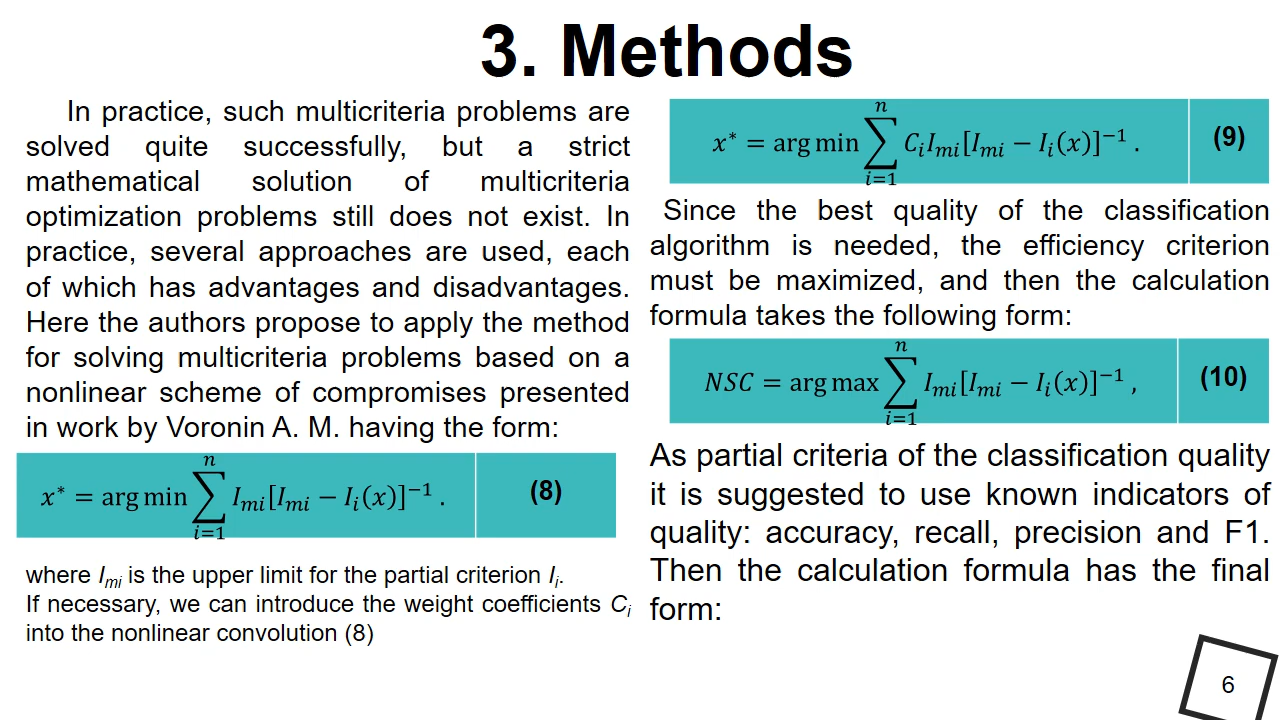 3. Methods
In practice, such multicriteria problems are
solved quite successfully, but a strict
mathematical solution of multicriteria
optimization problems still does not exist. In
practice, several approaches are used, each
of which has advantages and disadvantages.
Here the authors propose to apply the method
for solving multicriteria problems based on a
nonlinear scheme of compromises presented
in work by Voronin A. M. having the form:
x* = arg min ∑_{i=1}^{n} I_{mi}[I_{mi} − I_i(x)]^{−1} . (8)
where I_{mi} is the upper limit for the partial criterion I_i.
If necessary, we can introduce the weight coefficients C_i
into the nonlinear convolution (8)
x* = arg min ∑_{i=1}^{n} C_i I_{mi}[I_{mi} − I_i(x)]^{−1} . (9)
Since the best quality of the classification
algorithm is needed, the efficiency criterion
must be maximized, and then the calculation
formula takes the following form:
NSC = arg max ∑_{i=1}^{n} I_{mi}[I_{mi} − I_i(x)]^{−1} , (10)
As partial criteria of the classification quality
it is suggested to use known indicators of
quality: accuracy, recall, precision and F1.
Then the calculation formula has the final
form:
6